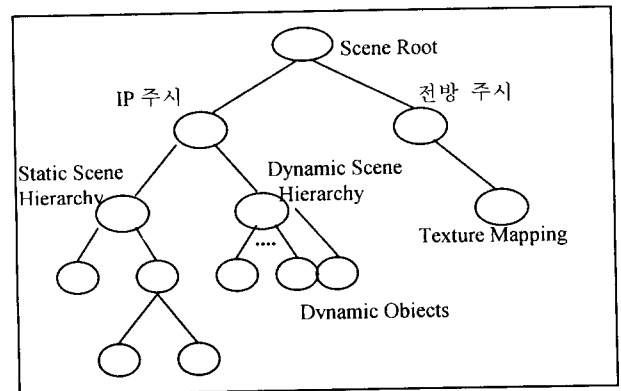 Scene Root
IP 주시
전방 주시
Static Scene
Hierarchy
Dynamic Scene
Hierarchy
....
Texture Mapping
Dynamic Objects